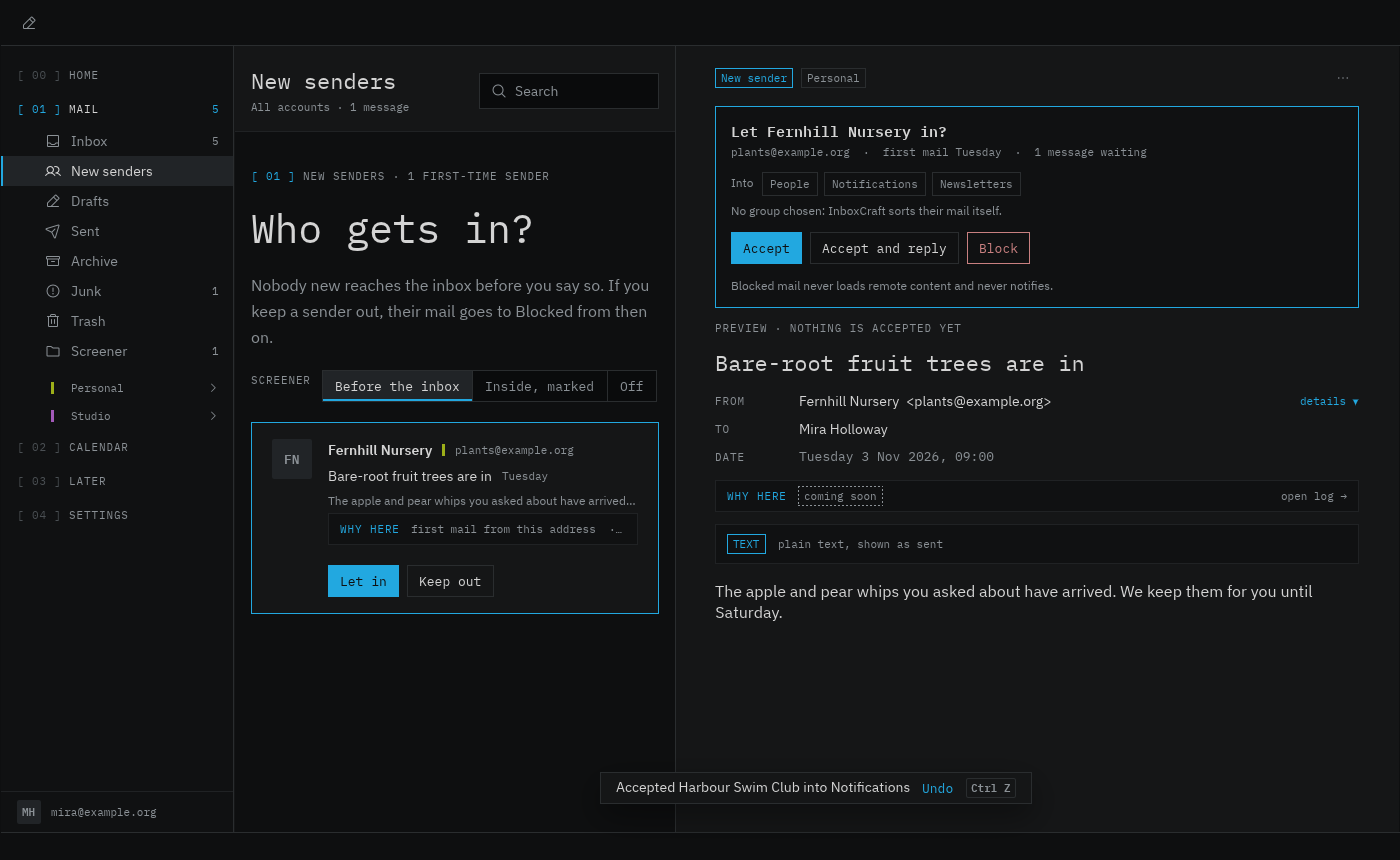 [ 00 ] HOME
[ 01 ] MAIL 5
Inbox 5
New senders
Drafts
Sent
Archive
Junk 1
Trash
Screener 1
Personal
Studio
[ 02 ] CALENDAR
[ 03 ] LATER
[ 04 ] SETTINGS
MH mira@example.org
New senders
All accounts · 1 message
Search
[ 01 ] NEW SENDERS · 1 FIRST-TIME SENDER
Who gets in?
Nobody new reaches the inbox before you say so. If you
keep a sender out, their mail goes to Blocked from then
on.
SCREENER Before the inbox Inside, marked Off
FN
Fernhill Nursery plants@example.org
Bare-root fruit trees are in Tuesday
The apple and pear whips you asked about have arrived…
WHY HERE first mail from this address ·…
Let in Keep out
New sender Personal ···
Let Fernhill Nursery in?
plants@example.org · first mail Tuesday · 1 message waiting
Into People Notifications Newsletters
No group chosen: InboxCraft sorts their mail itself.
Accept Accept and reply Block
Blocked mail never loads remote content and never notifies.
PREVIEW · NOTHING IS ACCEPTED YET
Bare-root fruit trees are in
FROM Fernhill Nursery <plants@example.org> details ▾
TO Mira Holloway
DATE Tuesday 3 Nov 2026, 09:00
WHY HERE coming soon open log →
TEXT plain text, shown as sent
The apple and pear whips you asked about have arrived. We keep them for you until
Saturday.
Accepted Harbour Swim Club into Notifications Undo Ctrl Z